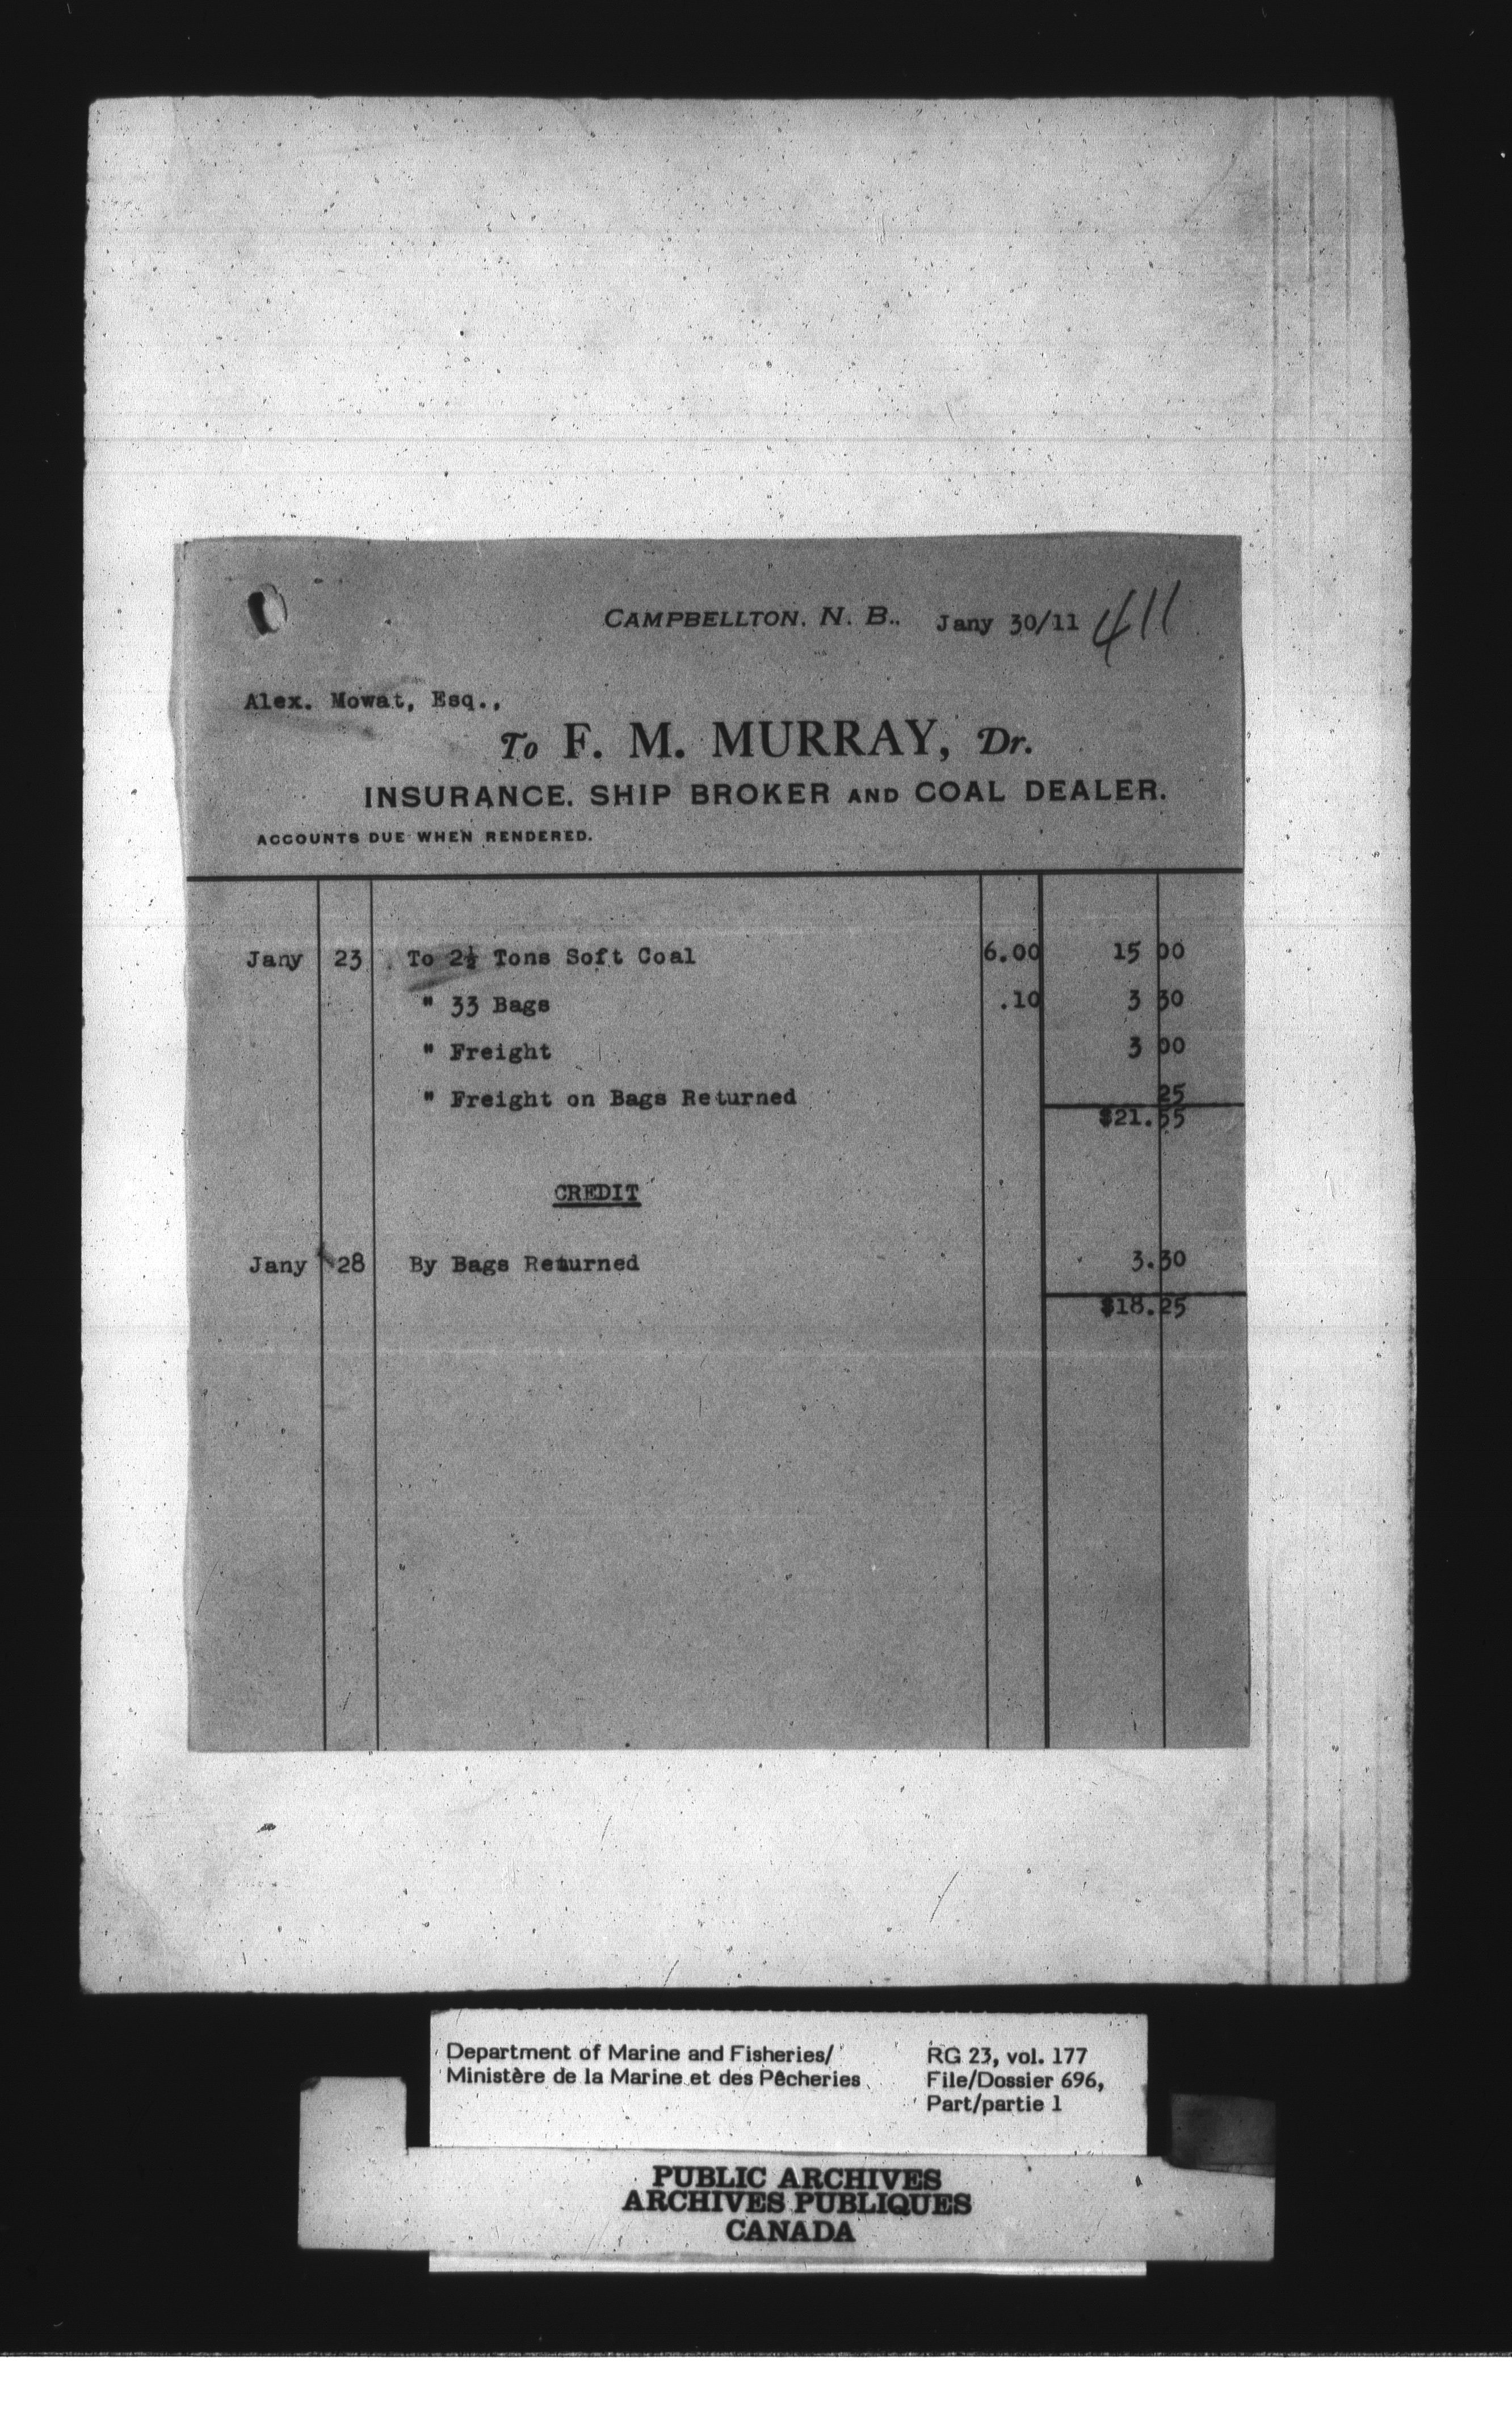 CAMPBELLTON, N. B., Jany 30/11 411
Alex. Mowat, Esq.,
To F. M. MURRAY, Dr.
INSURANCE, SHIP BROKER AND COAL DEALER.
ACCOUNTS DUE WHEN RENDERED.
Jany 23 To 2½ Tons Soft Coal 6.00 15 00
" 33 Bags .10 3 30
" Freight 3 00
" Freight on Bags Returned 25
$21.55
CREDIT
Jany 28 By Bags Returned 3.30
$18.25
Department of Marine and Fisheries/ RG 23, vol. 177
Ministère de la Marine et des Pêcheries File/Dossier 696,
Part/partie 1
PUBLIC ARCHIVES
ARCHIVES PUBLIQUES
CANADA